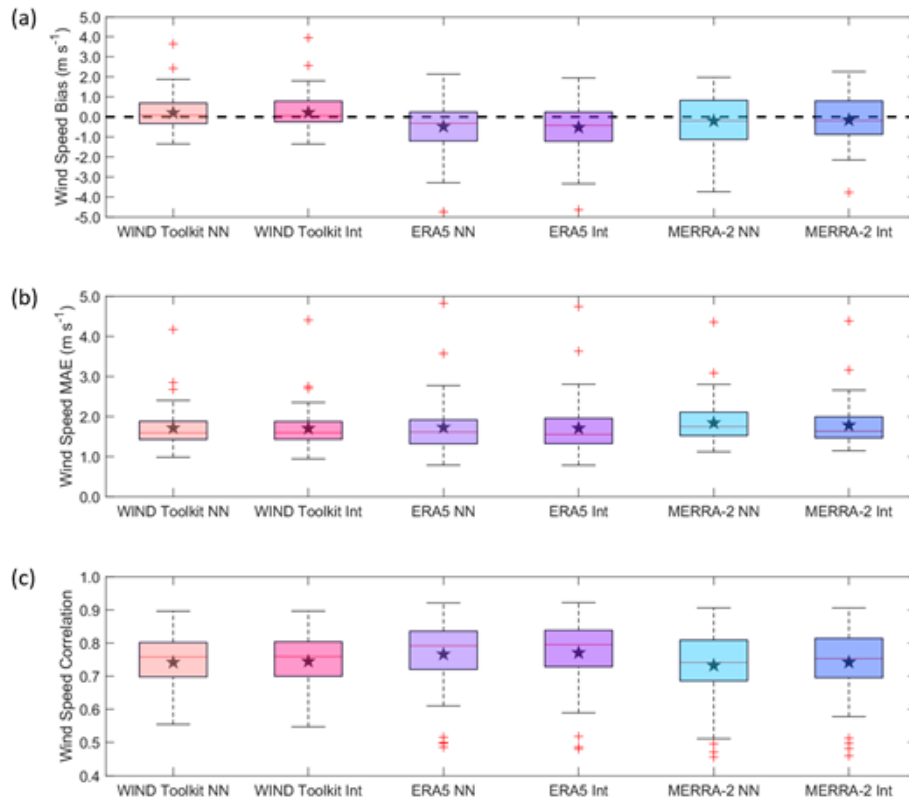 (a)
Wind Speed Bias (m s⁻¹)
5.0
4.0
3.0
2.0
1.0
0.0
-1.0
-2.0
-3.0
-4.0
-5.0
WIND Toolkit NN WIND Toolkit Int ERA5 NN ERA5 Int MERRA-2 NN MERRA-2 Int
(b)
Wind Speed MAE (m s⁻¹)
5.0
4.0
3.0
2.0
1.0
0.0
WIND Toolkit NN WIND Toolkit Int ERA5 NN ERA5 Int MERRA-2 NN MERRA-2 Int
(c)
Wind Speed Correlation
1.0
0.9
0.8
0.7
0.6
0.5
0.4
WIND Toolkit NN WIND Toolkit Int ERA5 NN ERA5 Int MERRA-2 NN MERRA-2 Int